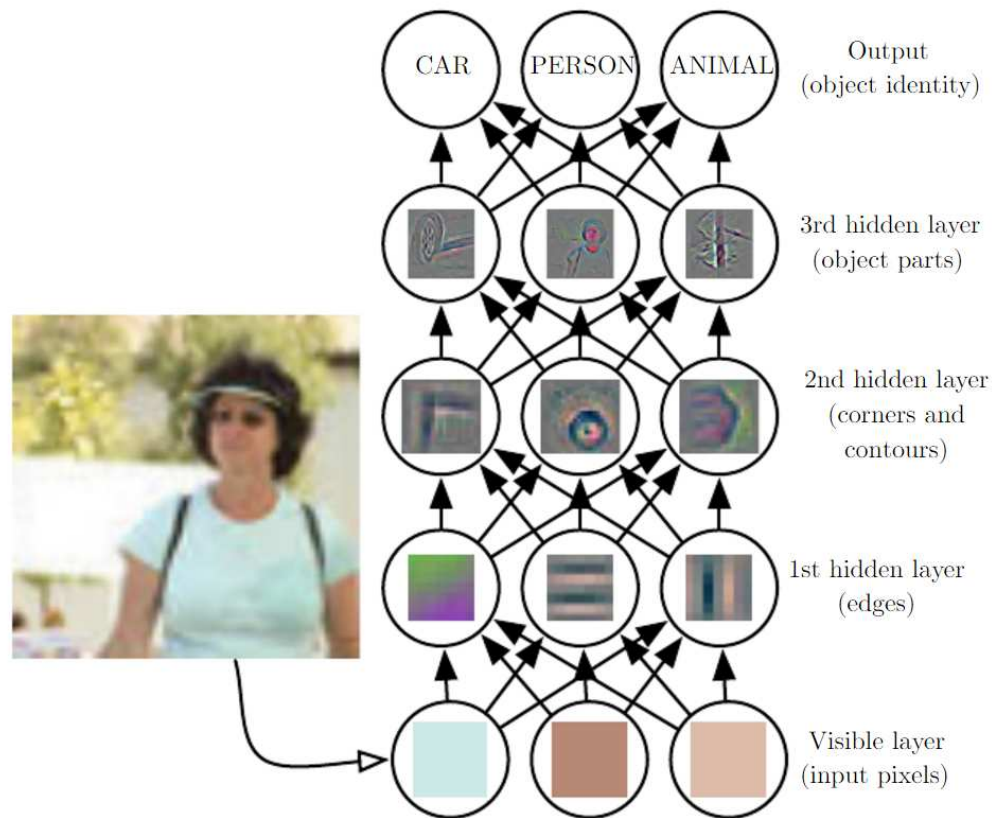 CAR
PERSON
ANIMAL
Output
(object identity)
3rd hidden layer
(object parts)
2nd hidden layer
(corners and
contours)
1st hidden layer
(edges)
Visible layer
(input pixels)